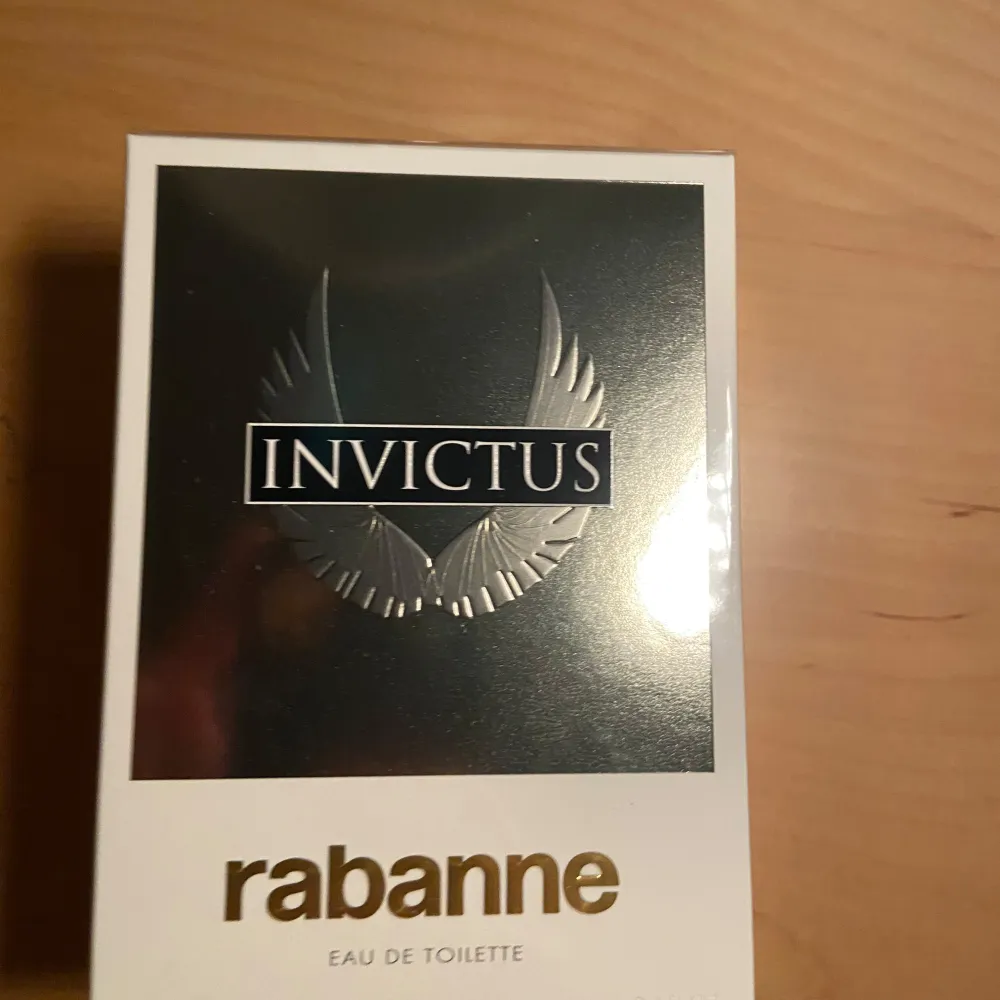 INVICTUS
rabanne
EAU DE TOILETTE